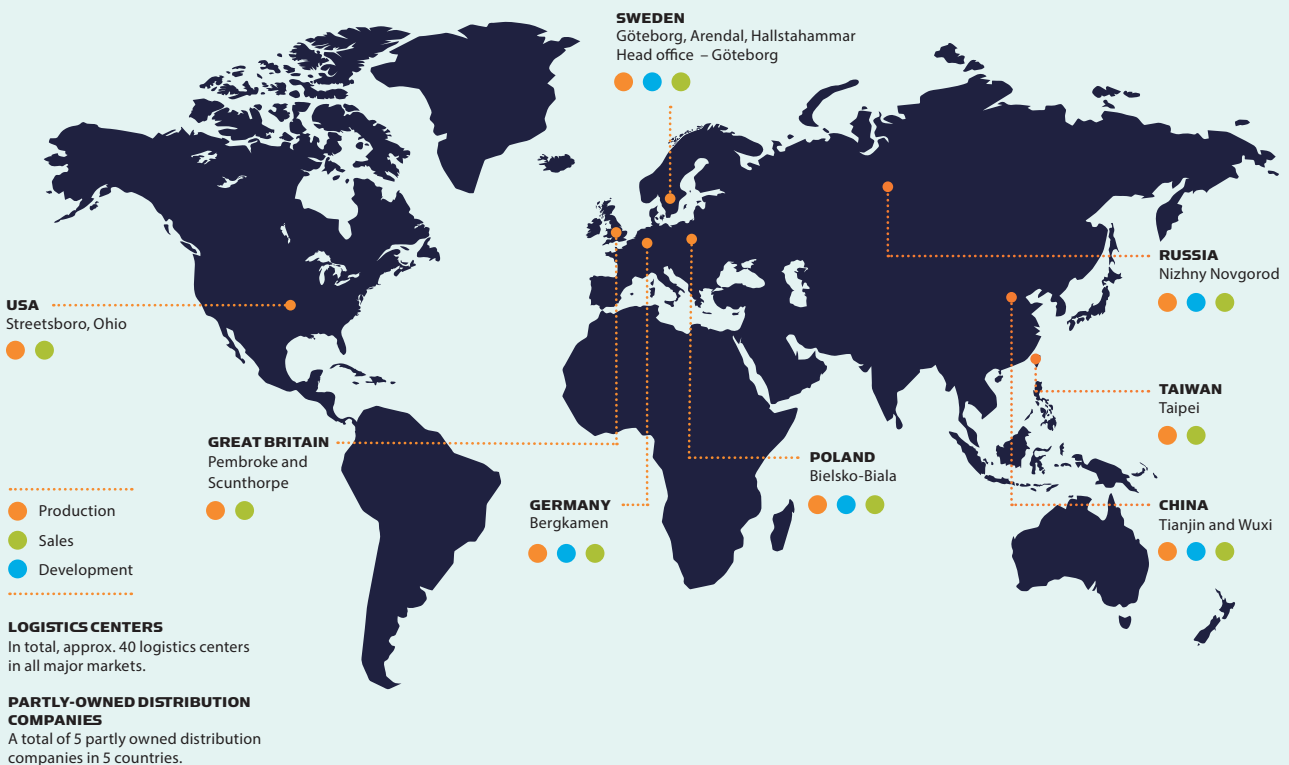 SWEDEN
Göteborg, Arendal, Hallstahammar
Head office – Göteborg
USA
Streetsboro, Ohio
RUSSIA
Nizhny Novgorod
TAIWAN
Taipei
GREAT BRITAIN
Pembroke and
Scunthorpe
POLAND
Bielsko-Biala
GERMANY
Bergkamen
CHINA
Tianjin and Wuxi
Production
Sales
Development
LOGISTICS CENTERS
In total, approx. 40 logistics centers
in all major markets.
PARTLY-OWNED DISTRIBUTION
COMPANIES
A total of 5 partly owned distribution
companies in 5 countries.